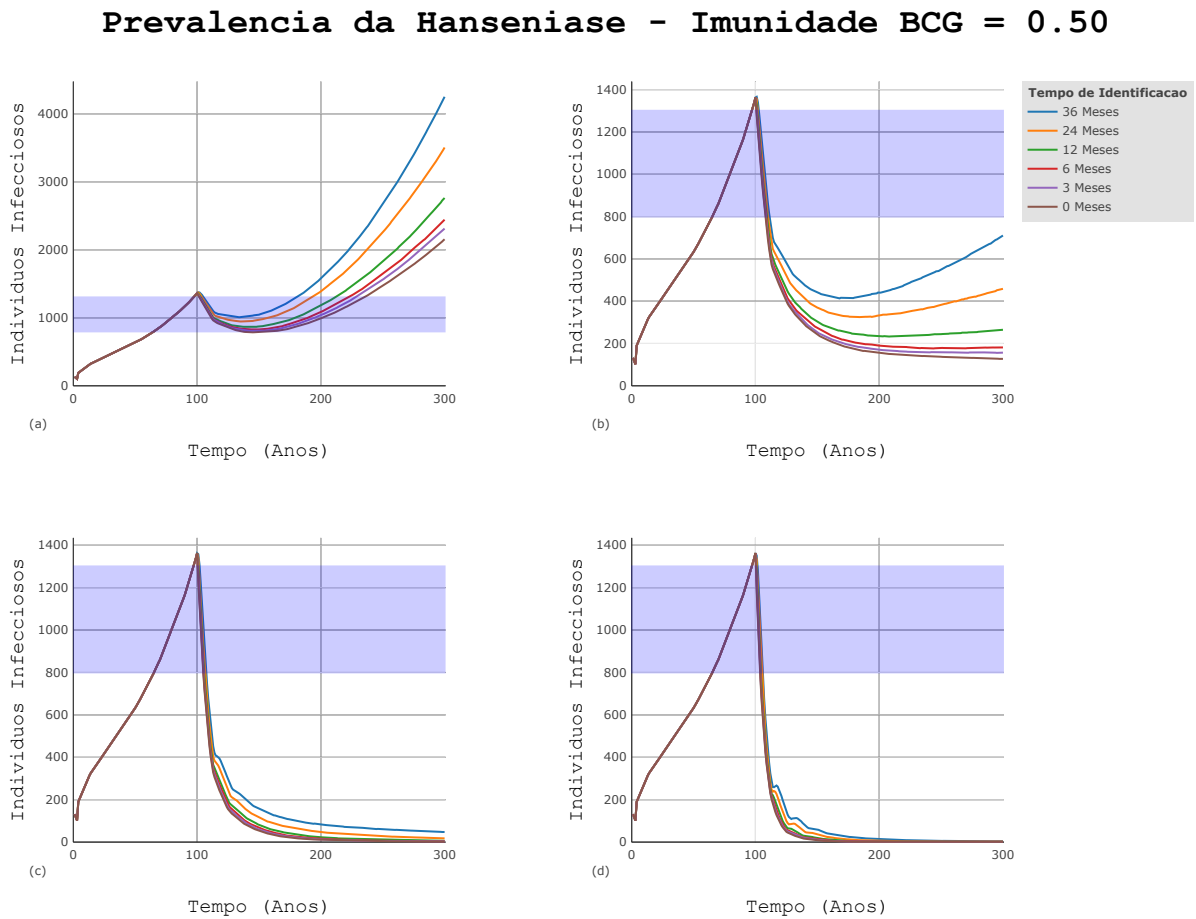 Prevalencia da Hanseniase - Imunidade BCG = 0.50
Individuos Infecciosos
4000
3000
2000
1000
0
0
100
200
300
(a)
Tempo (Anos)
Individuos Infecciosos
1400
1200
1000
800
600
400
200
0
0
100
200
300
(b)
Tempo (Anos)
Tempo de Identificacao
36 Meses
24 Meses
12 Meses
6 Meses
3 Meses
0 Meses
Individuos Infecciosos
1400
1200
1000
800
600
400
200
0
0
100
200
300
(c)
Tempo (Anos)
Individuos Infecciosos
1400
1200
1000
800
600
400
200
0
0
100
200
300
(d)
Tempo (Anos)